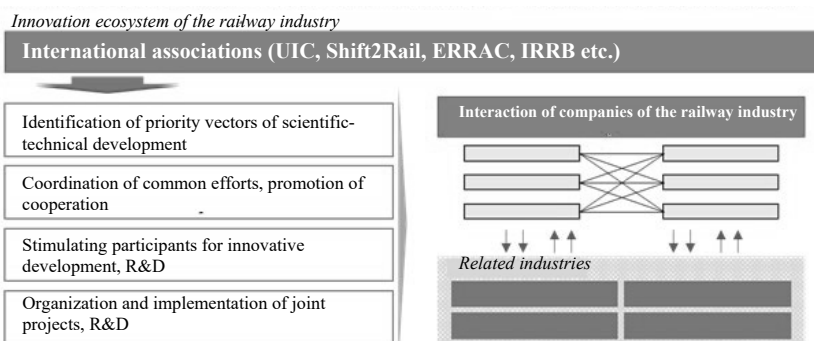 Innovation ecosystem of the railway industry
International associations (UIC, Shift2Rail, ERRAC, IRRB etc.)
Identification of priority vectors of scientific-
technical development
Coordination of common efforts, promotion of
cooperation
Stimulating participants for innovative
development, R&D
Organization and implementation of joint
projects, R&D
Interaction of companies of the railway industry
Related industries